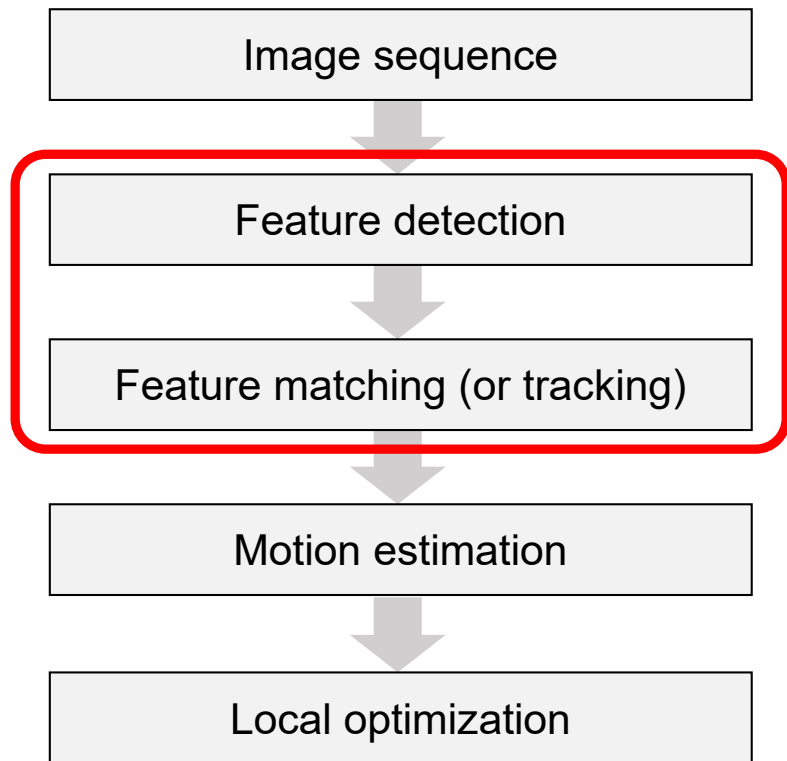 Image sequence
Feature detection
Feature matching (or tracking)
Motion estimation
Local optimization